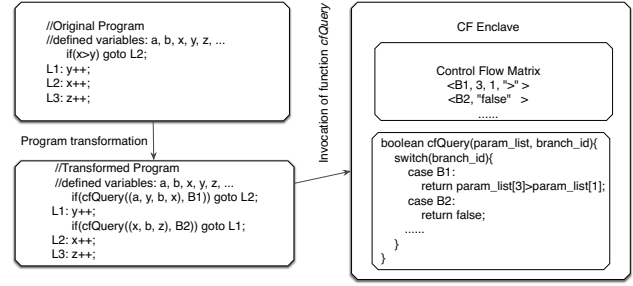 //Original Program
//defined variables: a, b, x, y, z, ...
if(x>y) goto L2;
L1: y++;
L2: x++;
L3: z++;
Program transformation
//Transformed Program
//defined variables: a, b, x, y, z, ...
if(cfQuery((a, y, b, x), B1)) goto L2;
L1: y++;
if(cfQuery((x, b, z), B2)) goto L1;
L2: x++;
L3: z++;
Invocation of function cfQuery
CF Enclave
Control Flow Matrix
<B1, 3, 1, ">" >
<B2, "false" >
......
boolean cfQuery(param_list, branch_id){
switch(branch_id){
case B1:
return param_list[3]>param_list[1];
case B2:
return false;
......
}
}